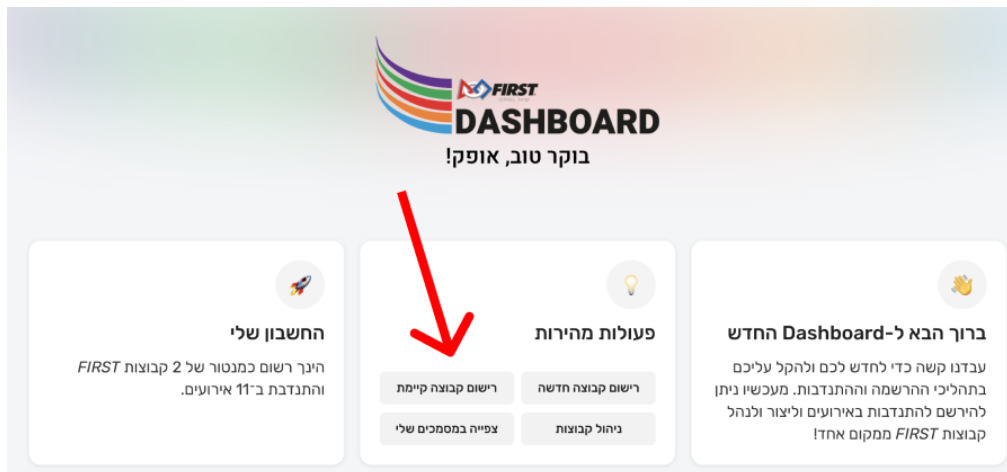 FIRST
DASHBOARD
בוקר טוב, אופק!
ברוך הבא ל-Dashboard החדש
עבדנו קשה כדי לחדש לכם ולהקל עליכם
בתהליכי ההרשמה וההתנדבות. מעכשיו ניתן
להירשם להתנדבות באירועים וליצור ולנהל
קבוצות FIRST ממקום אחד!
פעולות מהירות
רישום קבוצה חדשה
רישום קבוצה קיימת
ניהול קבוצות
צפייה במסמכים שלי
החשבון שלי
הינך רשום כמנטור של 2 קבוצות FIRST
והתנדבת ב־11 אירועים.